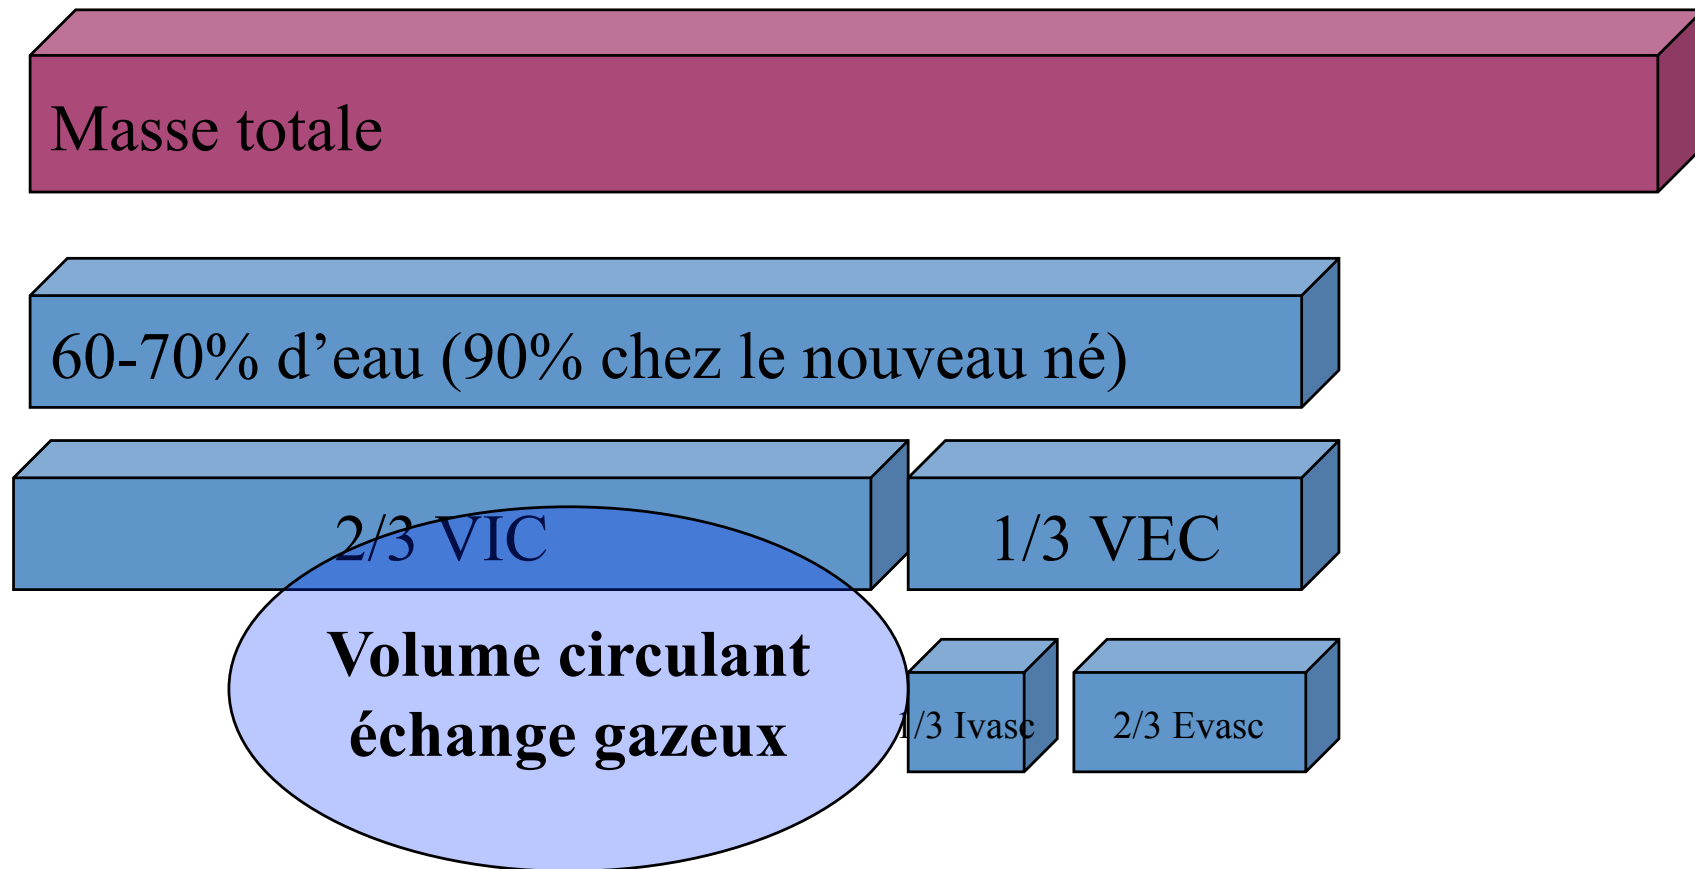 Masse totale
60-70% d’eau (90% chez le nouveau né)
2/3 VIC
1/3 VEC
Volume circulant
échange gazeux
1/3 Ivasc
2/3 Evasc